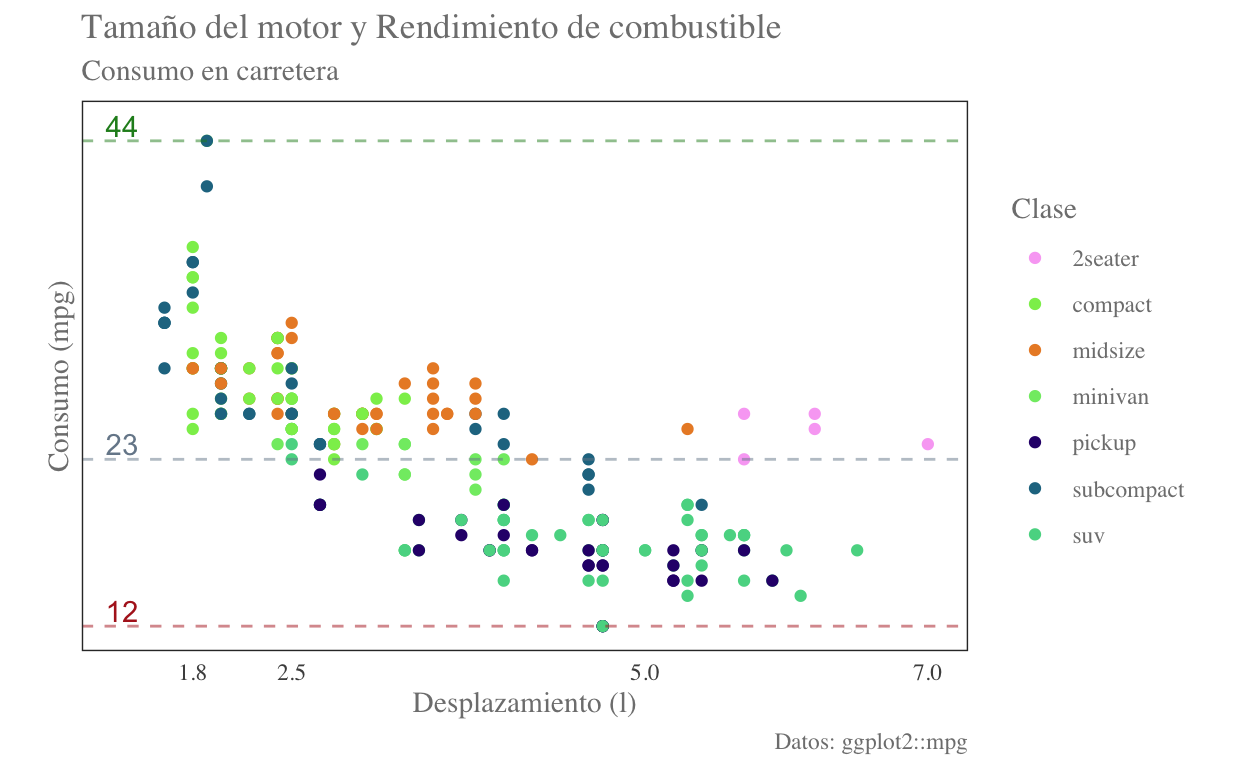 Tamaño del motor y Rendimiento de combustible
Consumo en carretera
44
23
12
Consumo (mpg)
1.8 2.5 5.0 7.0
Desplazamiento (l)
Clase
2seater
compact
midsize
minivan
pickup
subcompact
suv
Datos: ggplot2::mpg